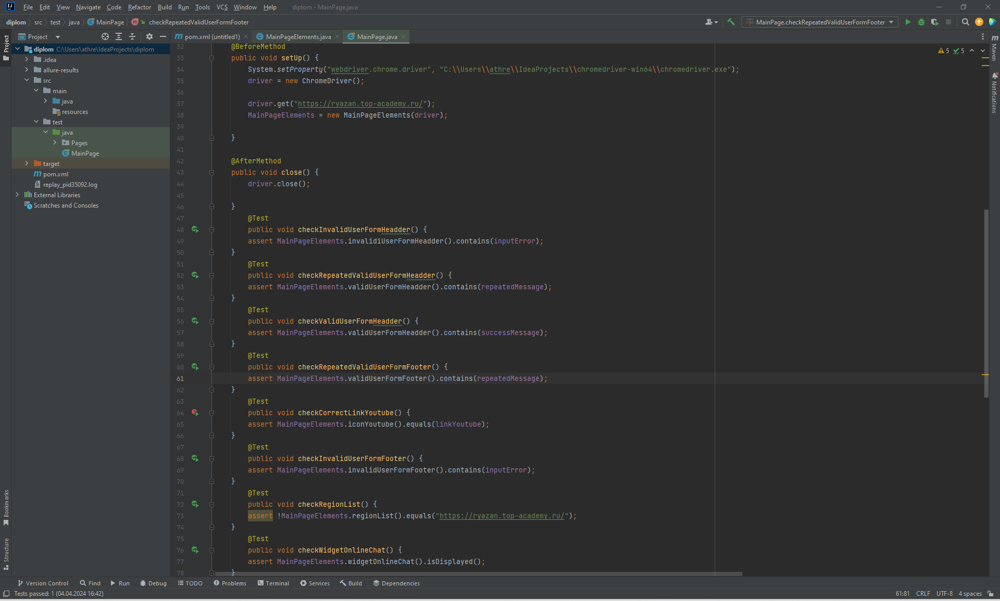 File Edit View Navigate Code Refactor Build Run Tools VCS Window Help diplom - MainPage.java
diplom src test java MainPage checkRepeatedValidUserFormFooter MainPage.checkRepeatedValidUserFormFooter
Project
Project
pom.xml (untitled1) MainPageElements.java MainPage.java
diplom C:\Users\athre\IdeaProjects\diplom
.idea
allure-results
src
main
java
resources
test
java
Pages
MainPage
target
pom.xml
replay_pid35092.log
External Libraries
Scratches and Consoles
5 5
32 @BeforeMethod
33 public void setUp() {
34 System.setProperty("webdriver.chrome.driver", "C:\\Users\\athre\\IdeaProjects\\chromedriver-win64\\chromedriver.exe");
35 driver = new ChromeDriver();
36
37 driver.get("https://ryazan.top-academy.ru/");
38 MainPageElements = new MainPageElements(driver);
39
40 }
41
42 @AfterMethod
43 public void close() {
44 driver.close();
45
46 }
47 @Test
48 public void checkInvalidUserFormHeadder() {
49 assert MainPageElements.invalidiUserFormHeadder().contains(inputError);
50 }
51 @Test
52 public void checkRepeatedValidUserFormHeadder() {
53 assert MainPageElements.validUserFormHeadder().contains(repeatedMessage);
54 }
55 @Test
56 public void checkValidUserFormHeadder() {
57 assert MainPageElements.validUserFormHeadder().contains(successMessage);
58 }
59 @Test
60 public void checkRepeatedValidUserFormFooter() {
61 assert MainPageElements.validUserFormFooter().contains(repeatedMessage);
62 }
63 @Test
64 public void checkCorrectLinkYoutube() {
65 assert MainPageElements.iconYoutube().equals(linkYoutube);
66 }
67 @Test
68 public void checkInvalidUserFormFooter() {
69 assert MainPageElements.invalidUserFormFooter().contains(inputError);
70 }
71 @Test
72 public void checkRegionList() {
73 assert !MainPageElements.regionList().equals("https://ryazan.top-academy.ru/");
74 }
75 @Test
76 public void checkWidgetOnlineChat() {
77 assert MainPageElements.widgetOnlineChat().isDisplayed();
78 }
Maven
Notifications
Bookmarks
Structure
Version Control Find Run Debug TODO Problems Terminal Services Build Dependencies
Tests passed: 1 (04.04.2024 16:42) 61:81 CRLF UTF-8 4 spaces